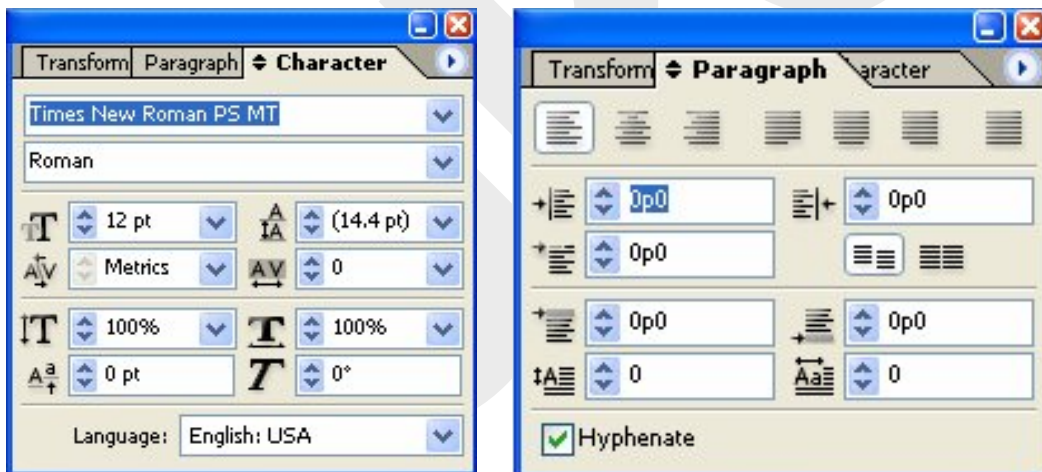 Transform Paragraph Character
Times New Roman PS MT
Roman
12 pt (14.4 pt)
Metrics 0
100% 100%
0 pt 0°
Language: English: USA
Transform Paragraph aracter
0p0 0p0
0p0
0p0 0p0
0 0
Hyphenate